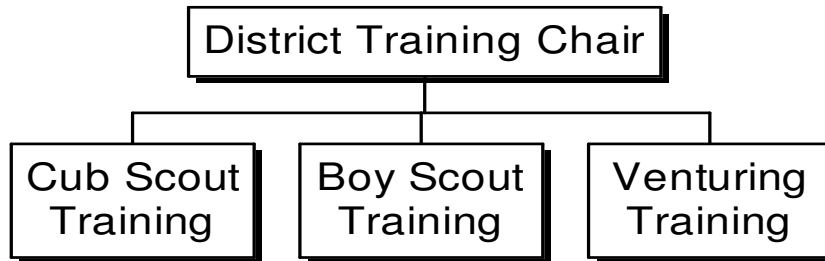 District Training Chair
Cub Scout
Training
Boy Scout
Training
Venturing
Training